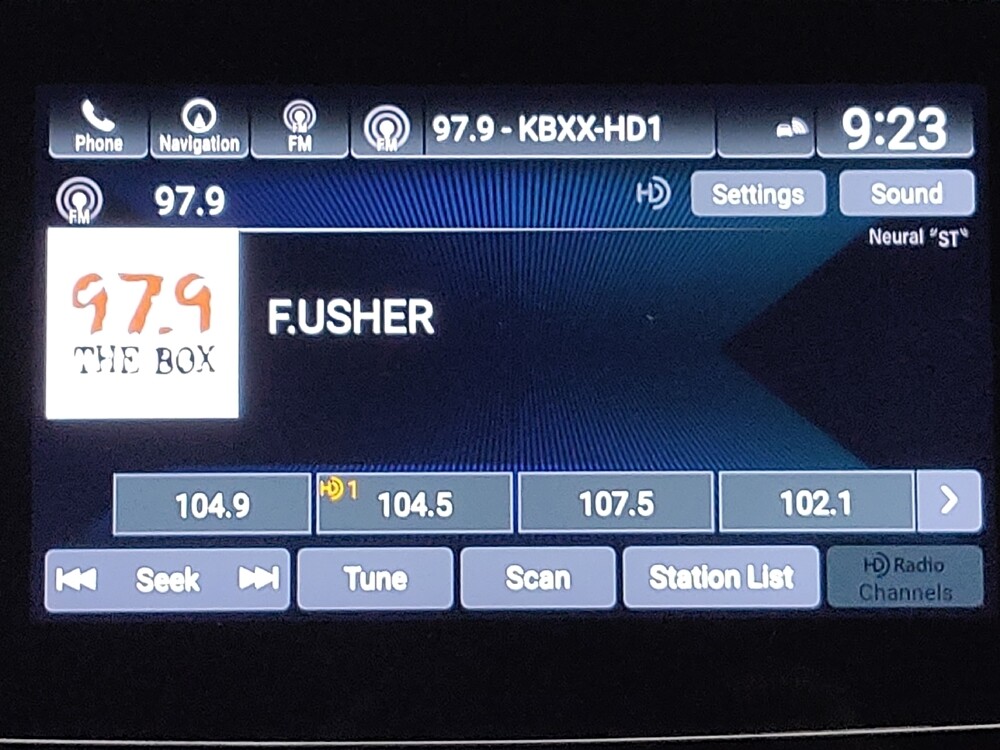 Phone
Navigation
FM
FM
97.9 - KBXX-HD1
9:23
FM
97.9
HD
Settings
Sound
Neural "ST"
97.9
THE BOX
F.USHER
104.9
HD 1
104.5
107.5
102.1
Seek
Tune
Scan
Station List
HD Radio
Channels